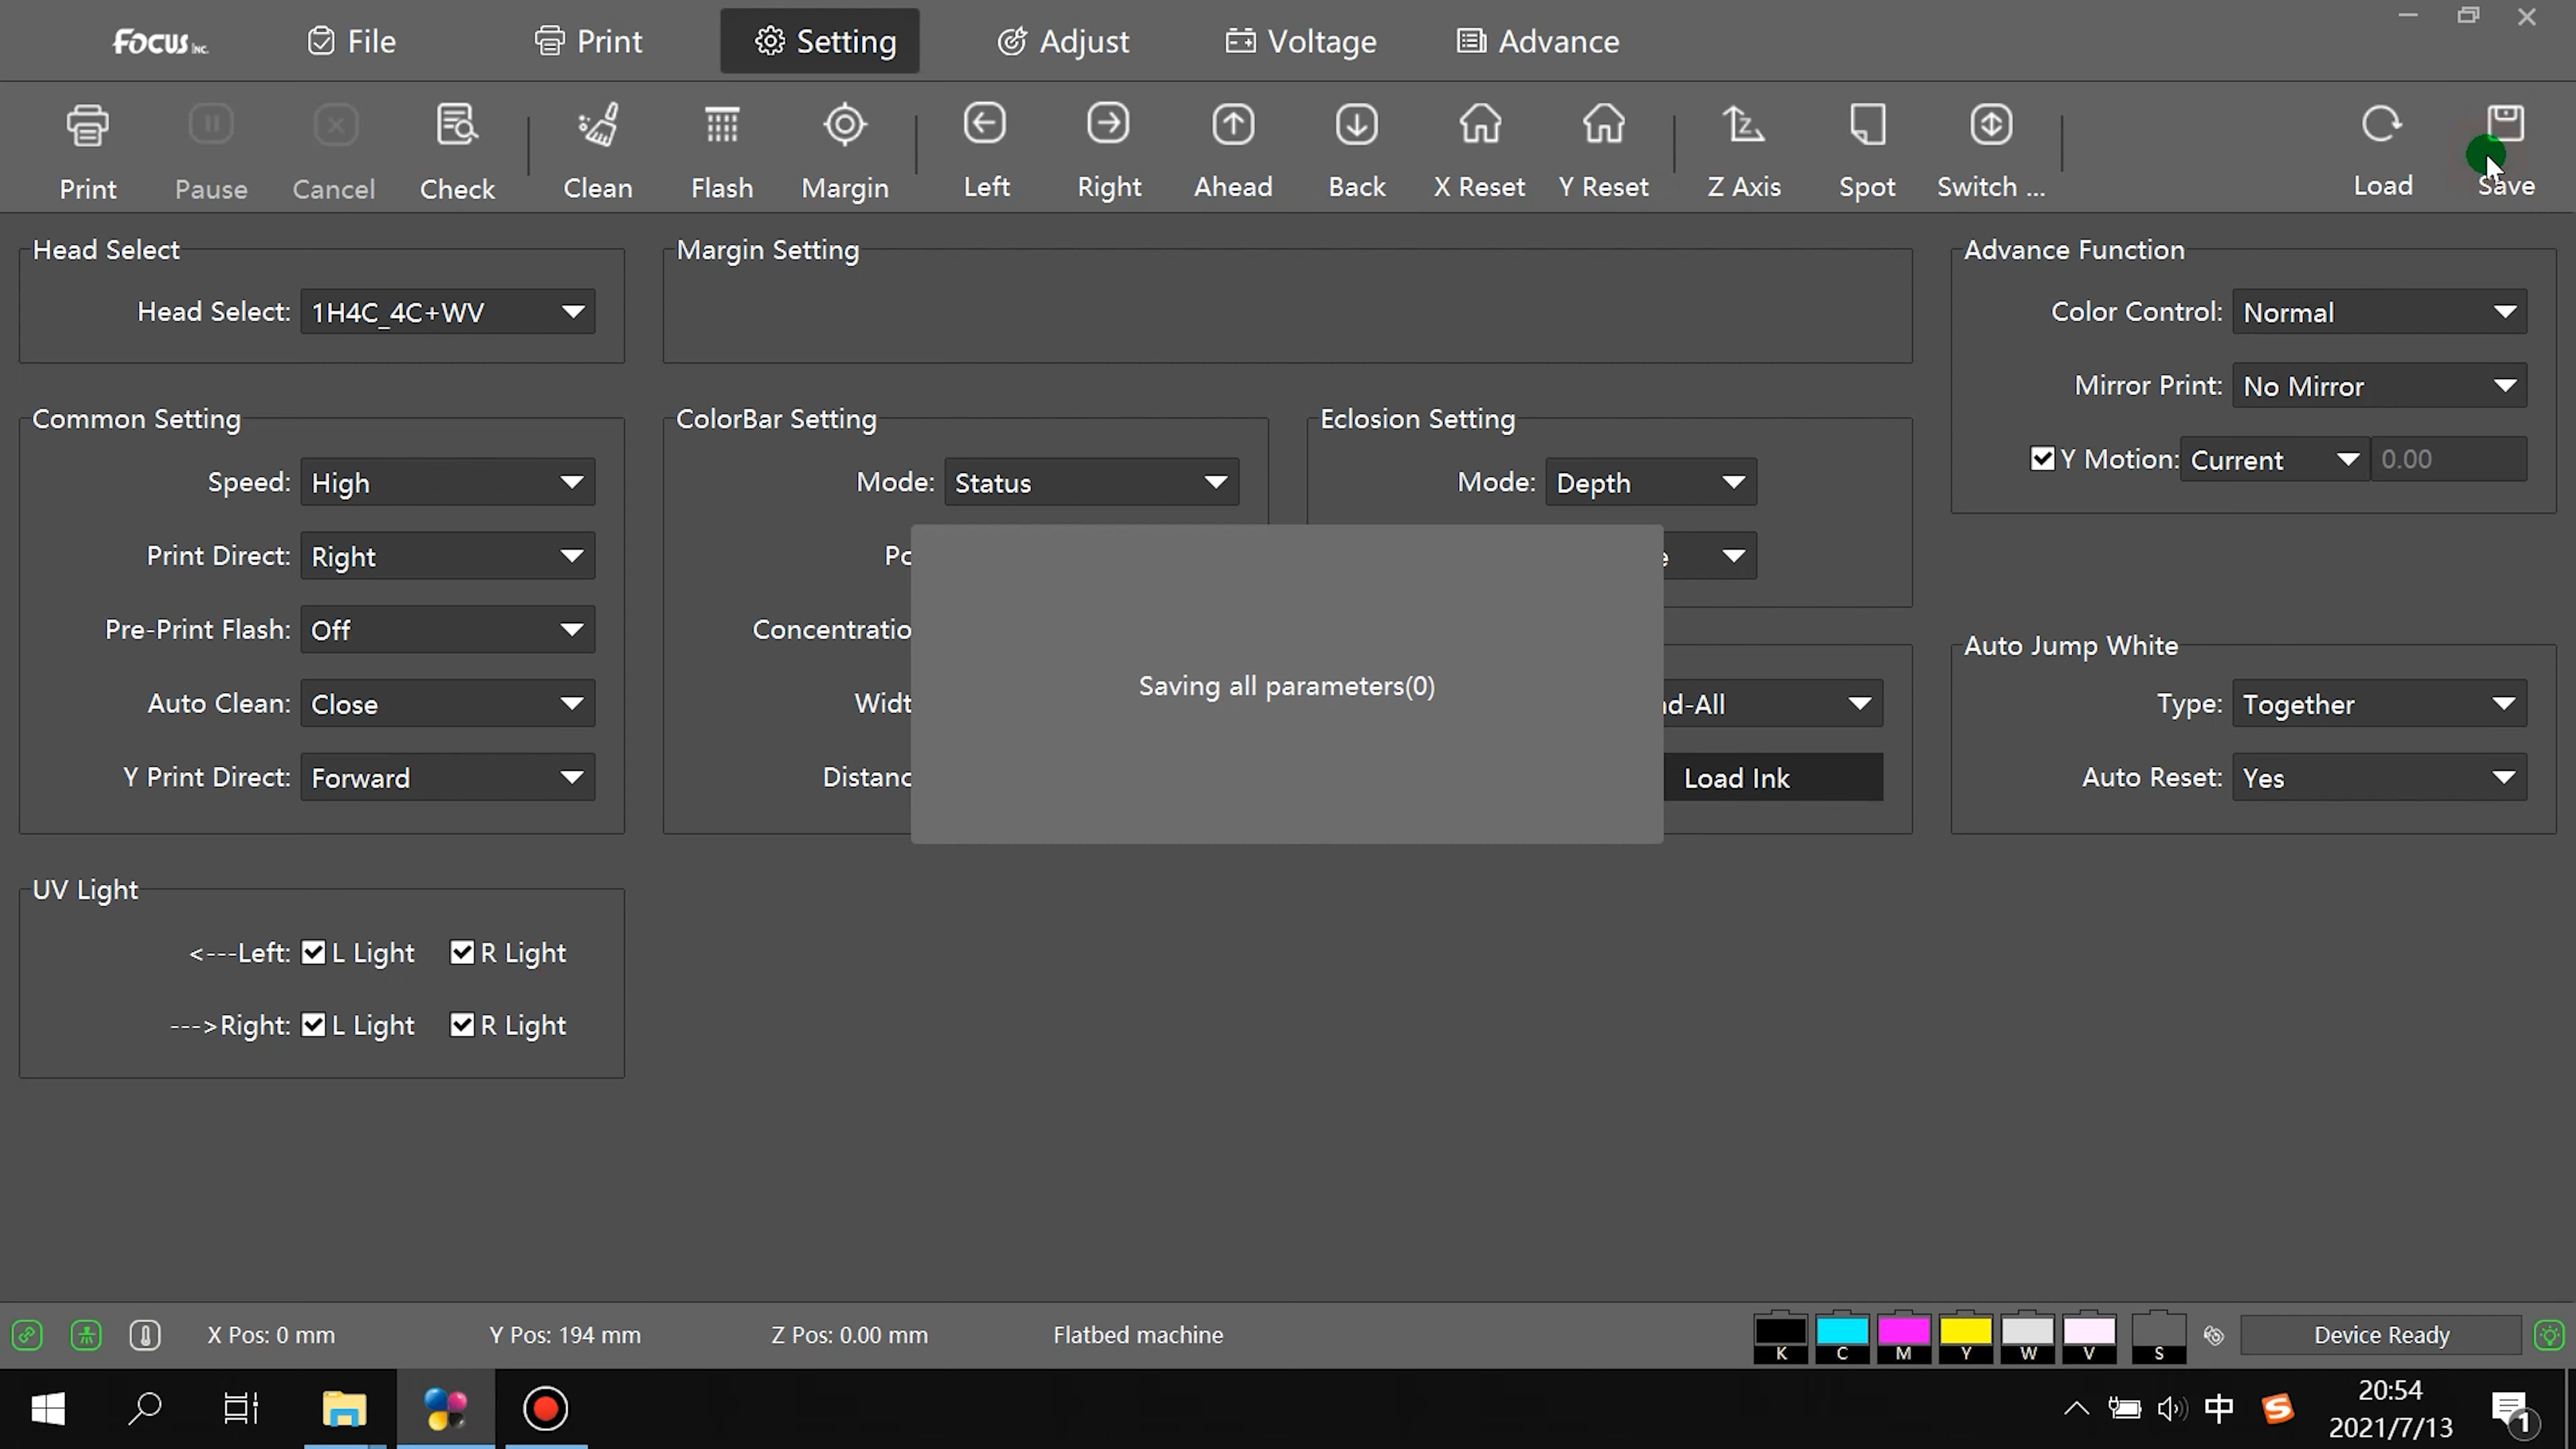 Focus INC.
File
Print
Setting
Adjust
Voltage
Advance
Print
Pause
Cancel
Check
Clean
Flash
Margin
Left
Right
Ahead
Back
X Reset
Y Reset
Z Axis
Spot
Switch ...
Load
Save
Head Select
Head Select: 1H4C_4C+WV
Margin Setting
Advance Function
Color Control: Normal
Mirror Print: No Mirror
Y Motion: Current 0.00
Common Setting
Speed: High
Print Direct: Right
Pre-Print Flash: Off
Auto Clean: Close
Y Print Direct: Forward
ColorBar Setting
Mode: Status
Po
Concentratio
Widt
Distanc
Eclosion Setting
Mode: Depth
Saving all parameters(0)
d-All
Load Ink
Auto Jump White
Type: Together
Auto Reset: Yes
UV Light
<---Left: L Light R Light
--->Right: L Light R Light
X Pos: 0 mm
Y Pos: 194 mm
Z Pos: 0.00 mm
Flatbed machine
K C M Y W V S
Device Ready
中
S
20:54
2021/7/13
1